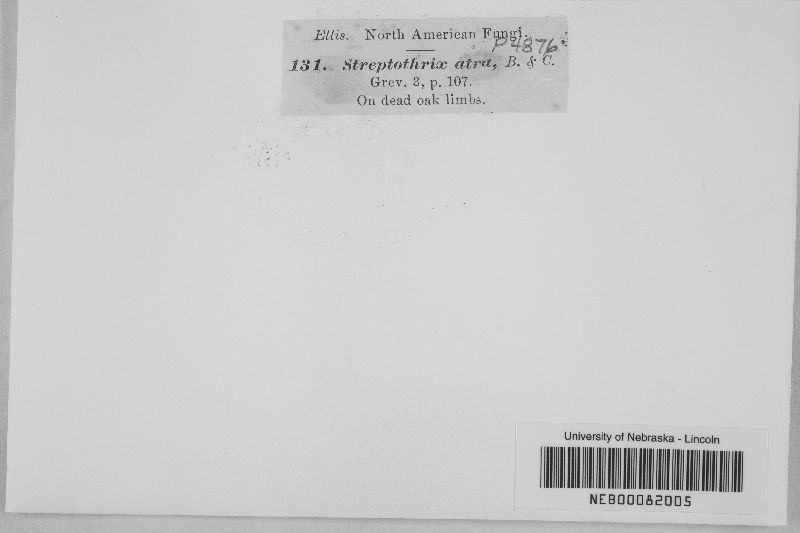 Ellis. North American Fungi.
P4876
131. Streptothrix atra, B. & C.
Grev. 3, p. 107.
On dead oak limbs.
University of Nebraska - Lincoln
NEB00082005